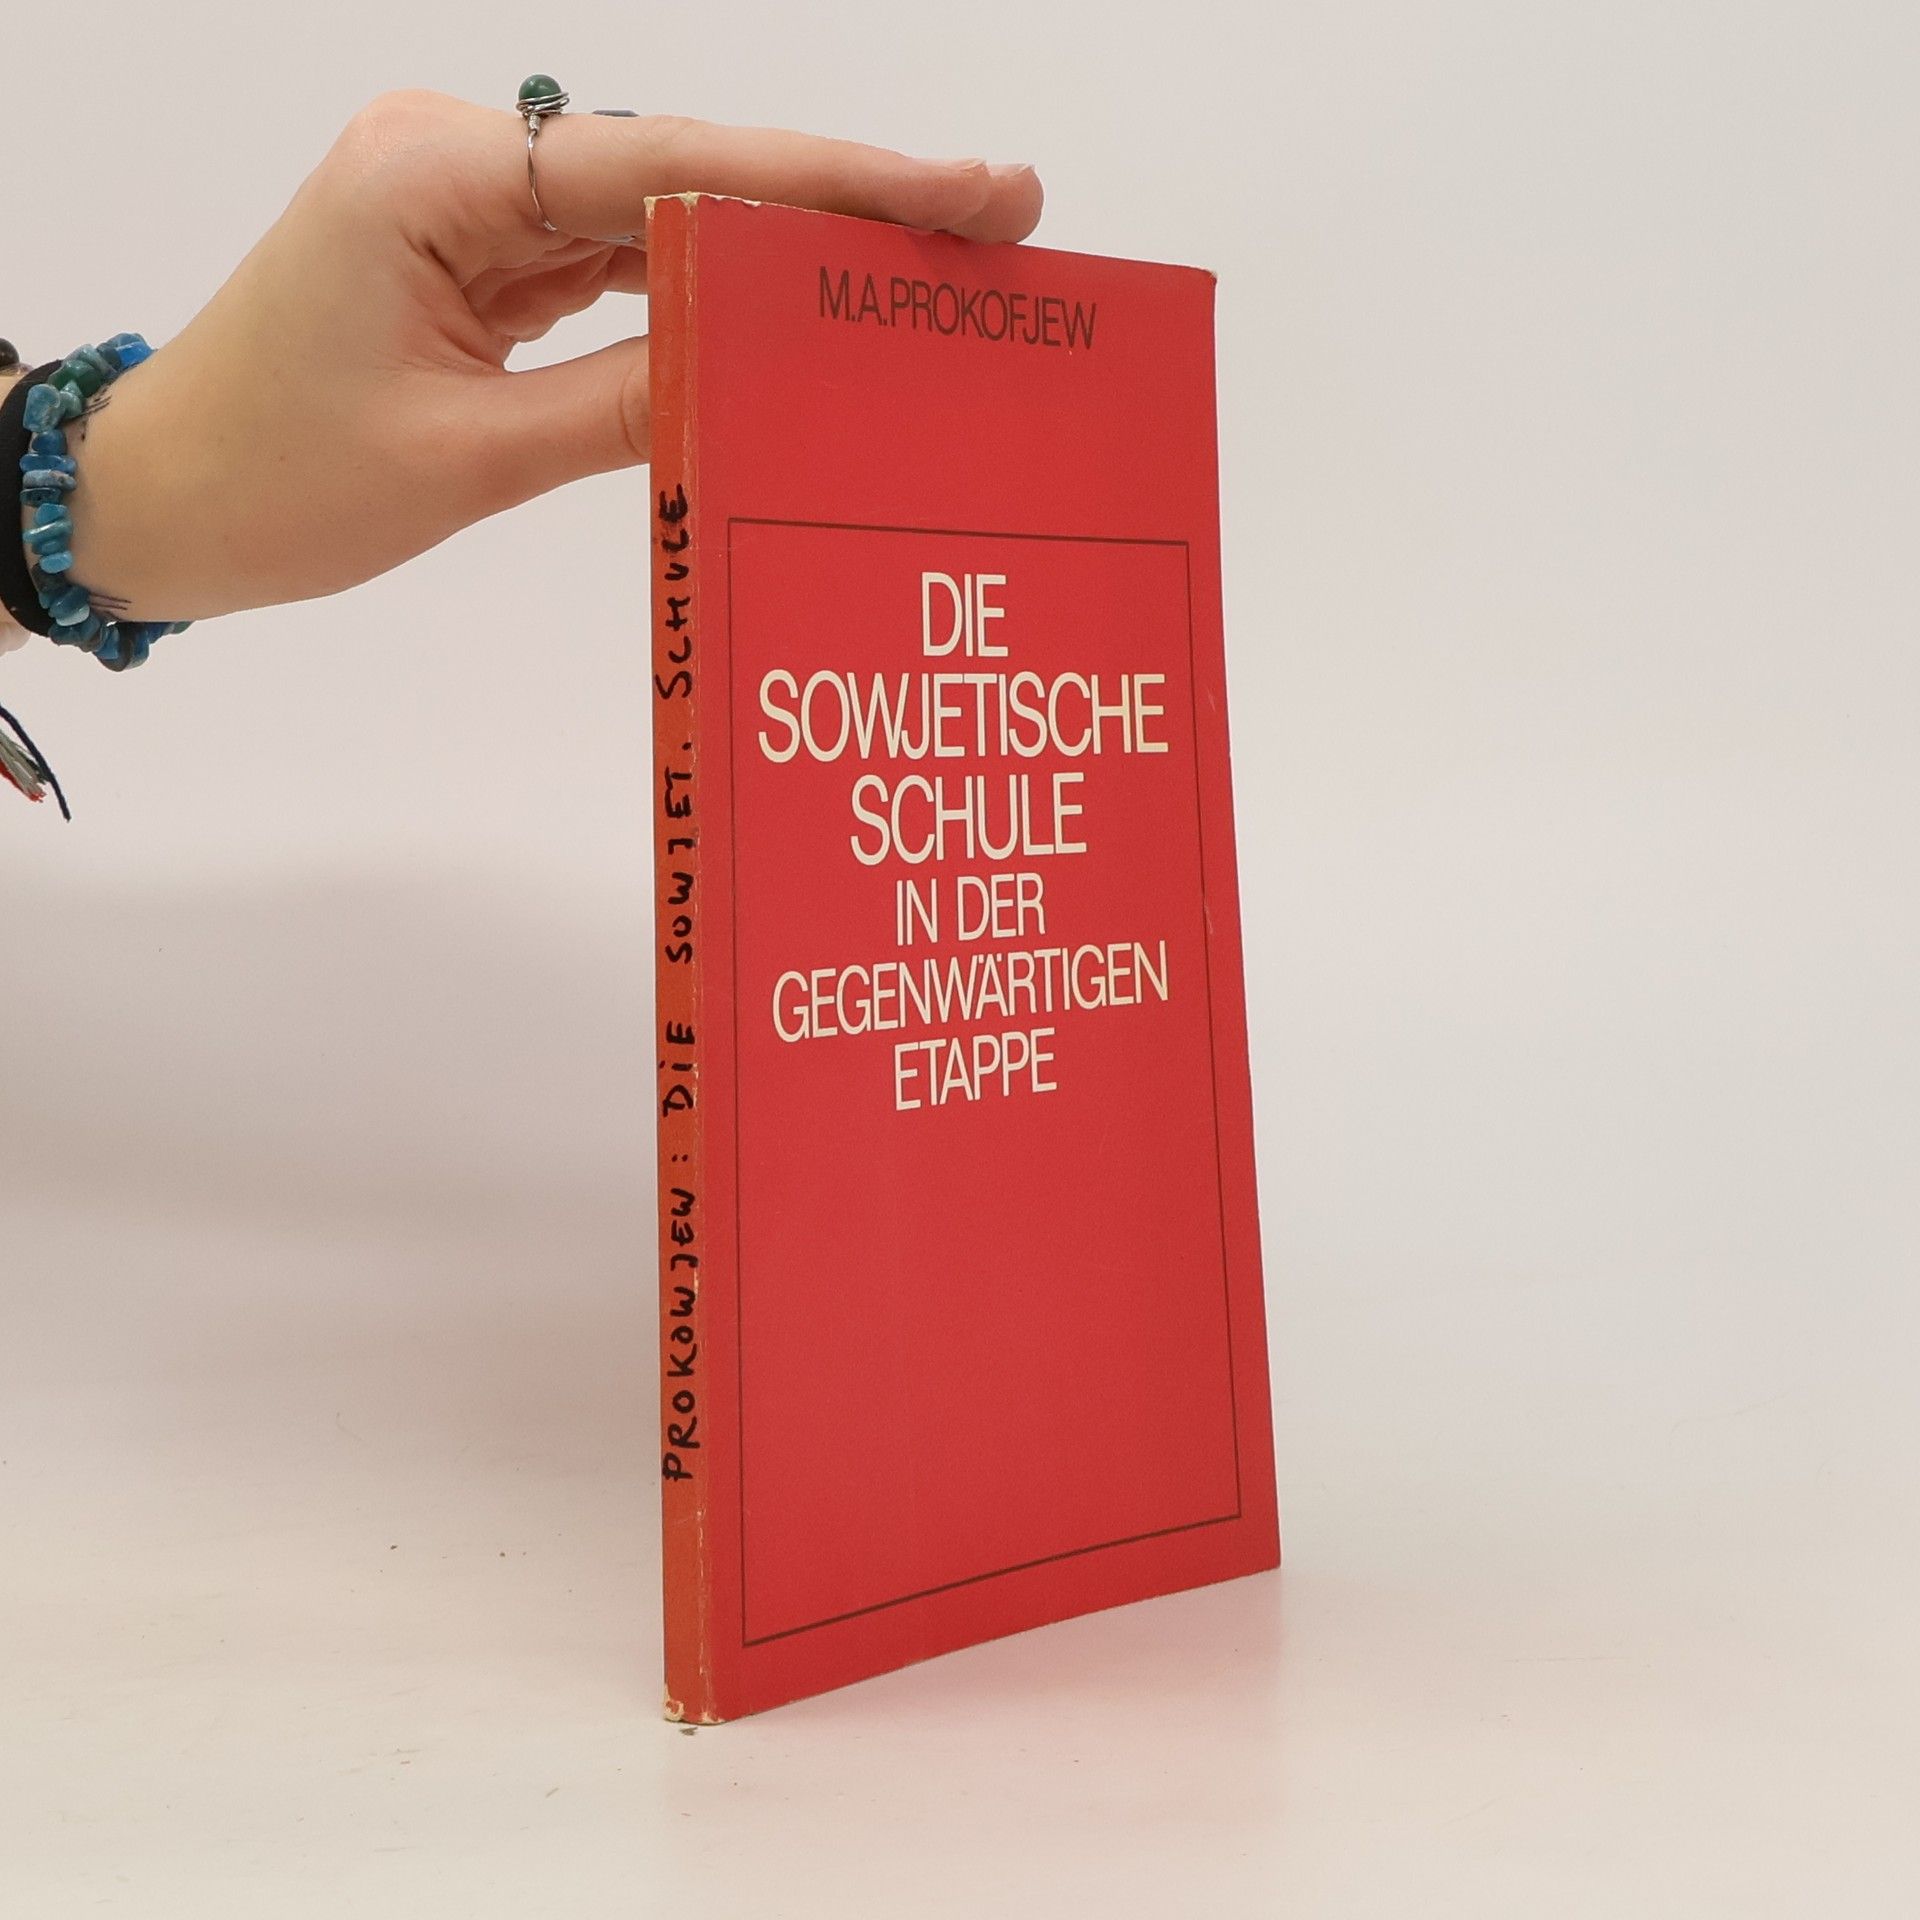 M.A.PROKOFJEW
DIE
SOWJETISCHE
SCHULE
IN DER
GEGENWÄRTIGEN
ETAPPE
PROKOWJEW : DiE SOWJET. SCHULE